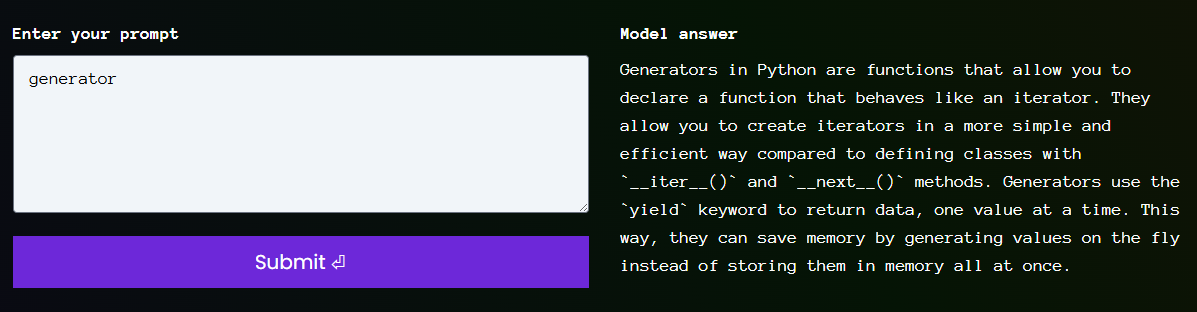 Enter your prompt
generator
Submit ⏎
Model answer
Generators in Python are functions that allow you to
declare a function that behaves like an iterator. They
allow you to create iterators in a more simple and
efficient way compared to defining classes with
`__iter__()` and `__next__()` methods. Generators use the
`yield` keyword to return data, one value at a time. This
way, they can save memory by generating values on the fly
instead of storing them in memory all at once.